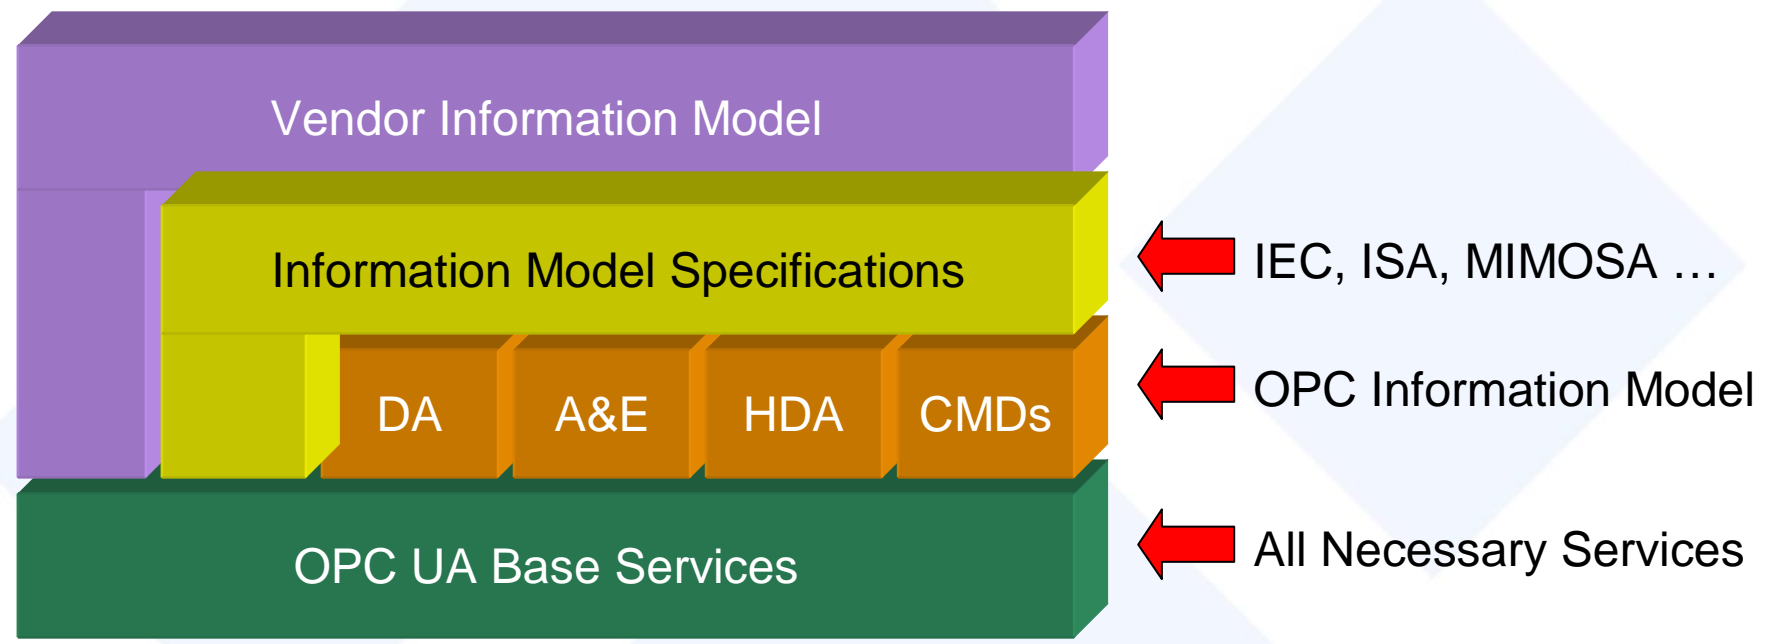 Vendor Information Model
Information Model Specifications
IEC, ISA, MIMOSA …
DA
A&E
HDA
CMDs
OPC Information Model
OPC UA Base Services
All Necessary Services